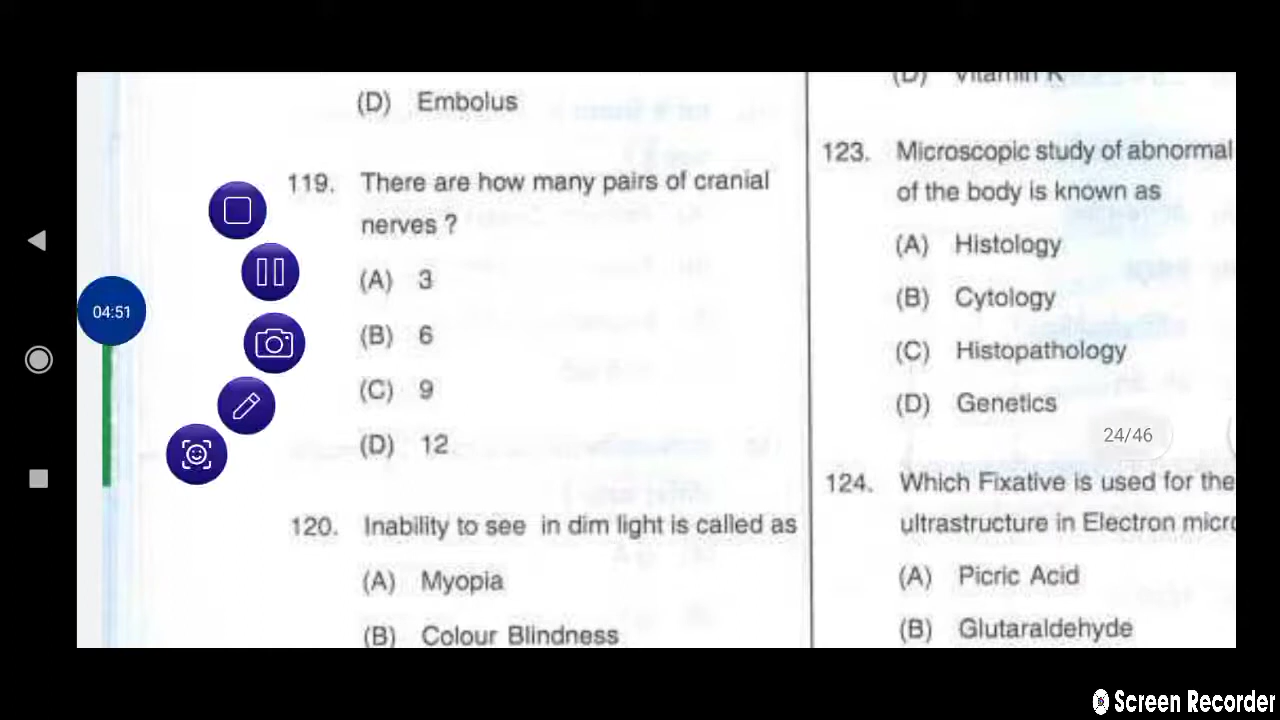 (D) Embolus
119. There are how many pairs of cranial
nerves ?
(A) 3
(B) 6
(C) 9
(D) 12
120. Inability to see in dim light is called as
(A) Myopia
(B) Colour Blindness
(D) Vitamin K
123. Microscopic study of abnormal
of the body is known as
(A) Histology
(B) Cytology
(C) Histopathology
(D) Genetics
124. Which Fixative is used for the
ultrastructure in Electron micro
(A) Picric Acid
(B) Glutaraldehyde
04:51
24/46
Screen Recorder